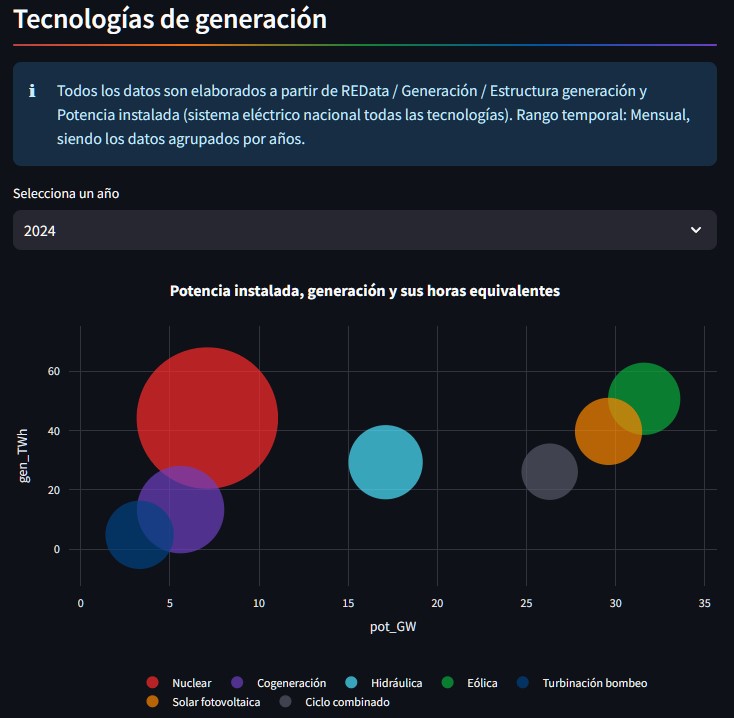 Tecnologías de generación
Todos los datos son elaborados a partir de REData / Generación / Estructura generación y
Potencia instalada (sistema eléctrico nacional todas las tecnologías). Rango temporal: Mensual,
siendo los datos agrupados por años.
Selecciona un año
2024
Potencia instalada, generación y sus horas equivalentes
60
40
20
0
gen_TWh
0 5 10 15 20 25 30 35
pot_GW
Nuclear Cogeneración Hidráulica Eólica Turbinación bombeo
Solar fotovoltaica Ciclo combinado